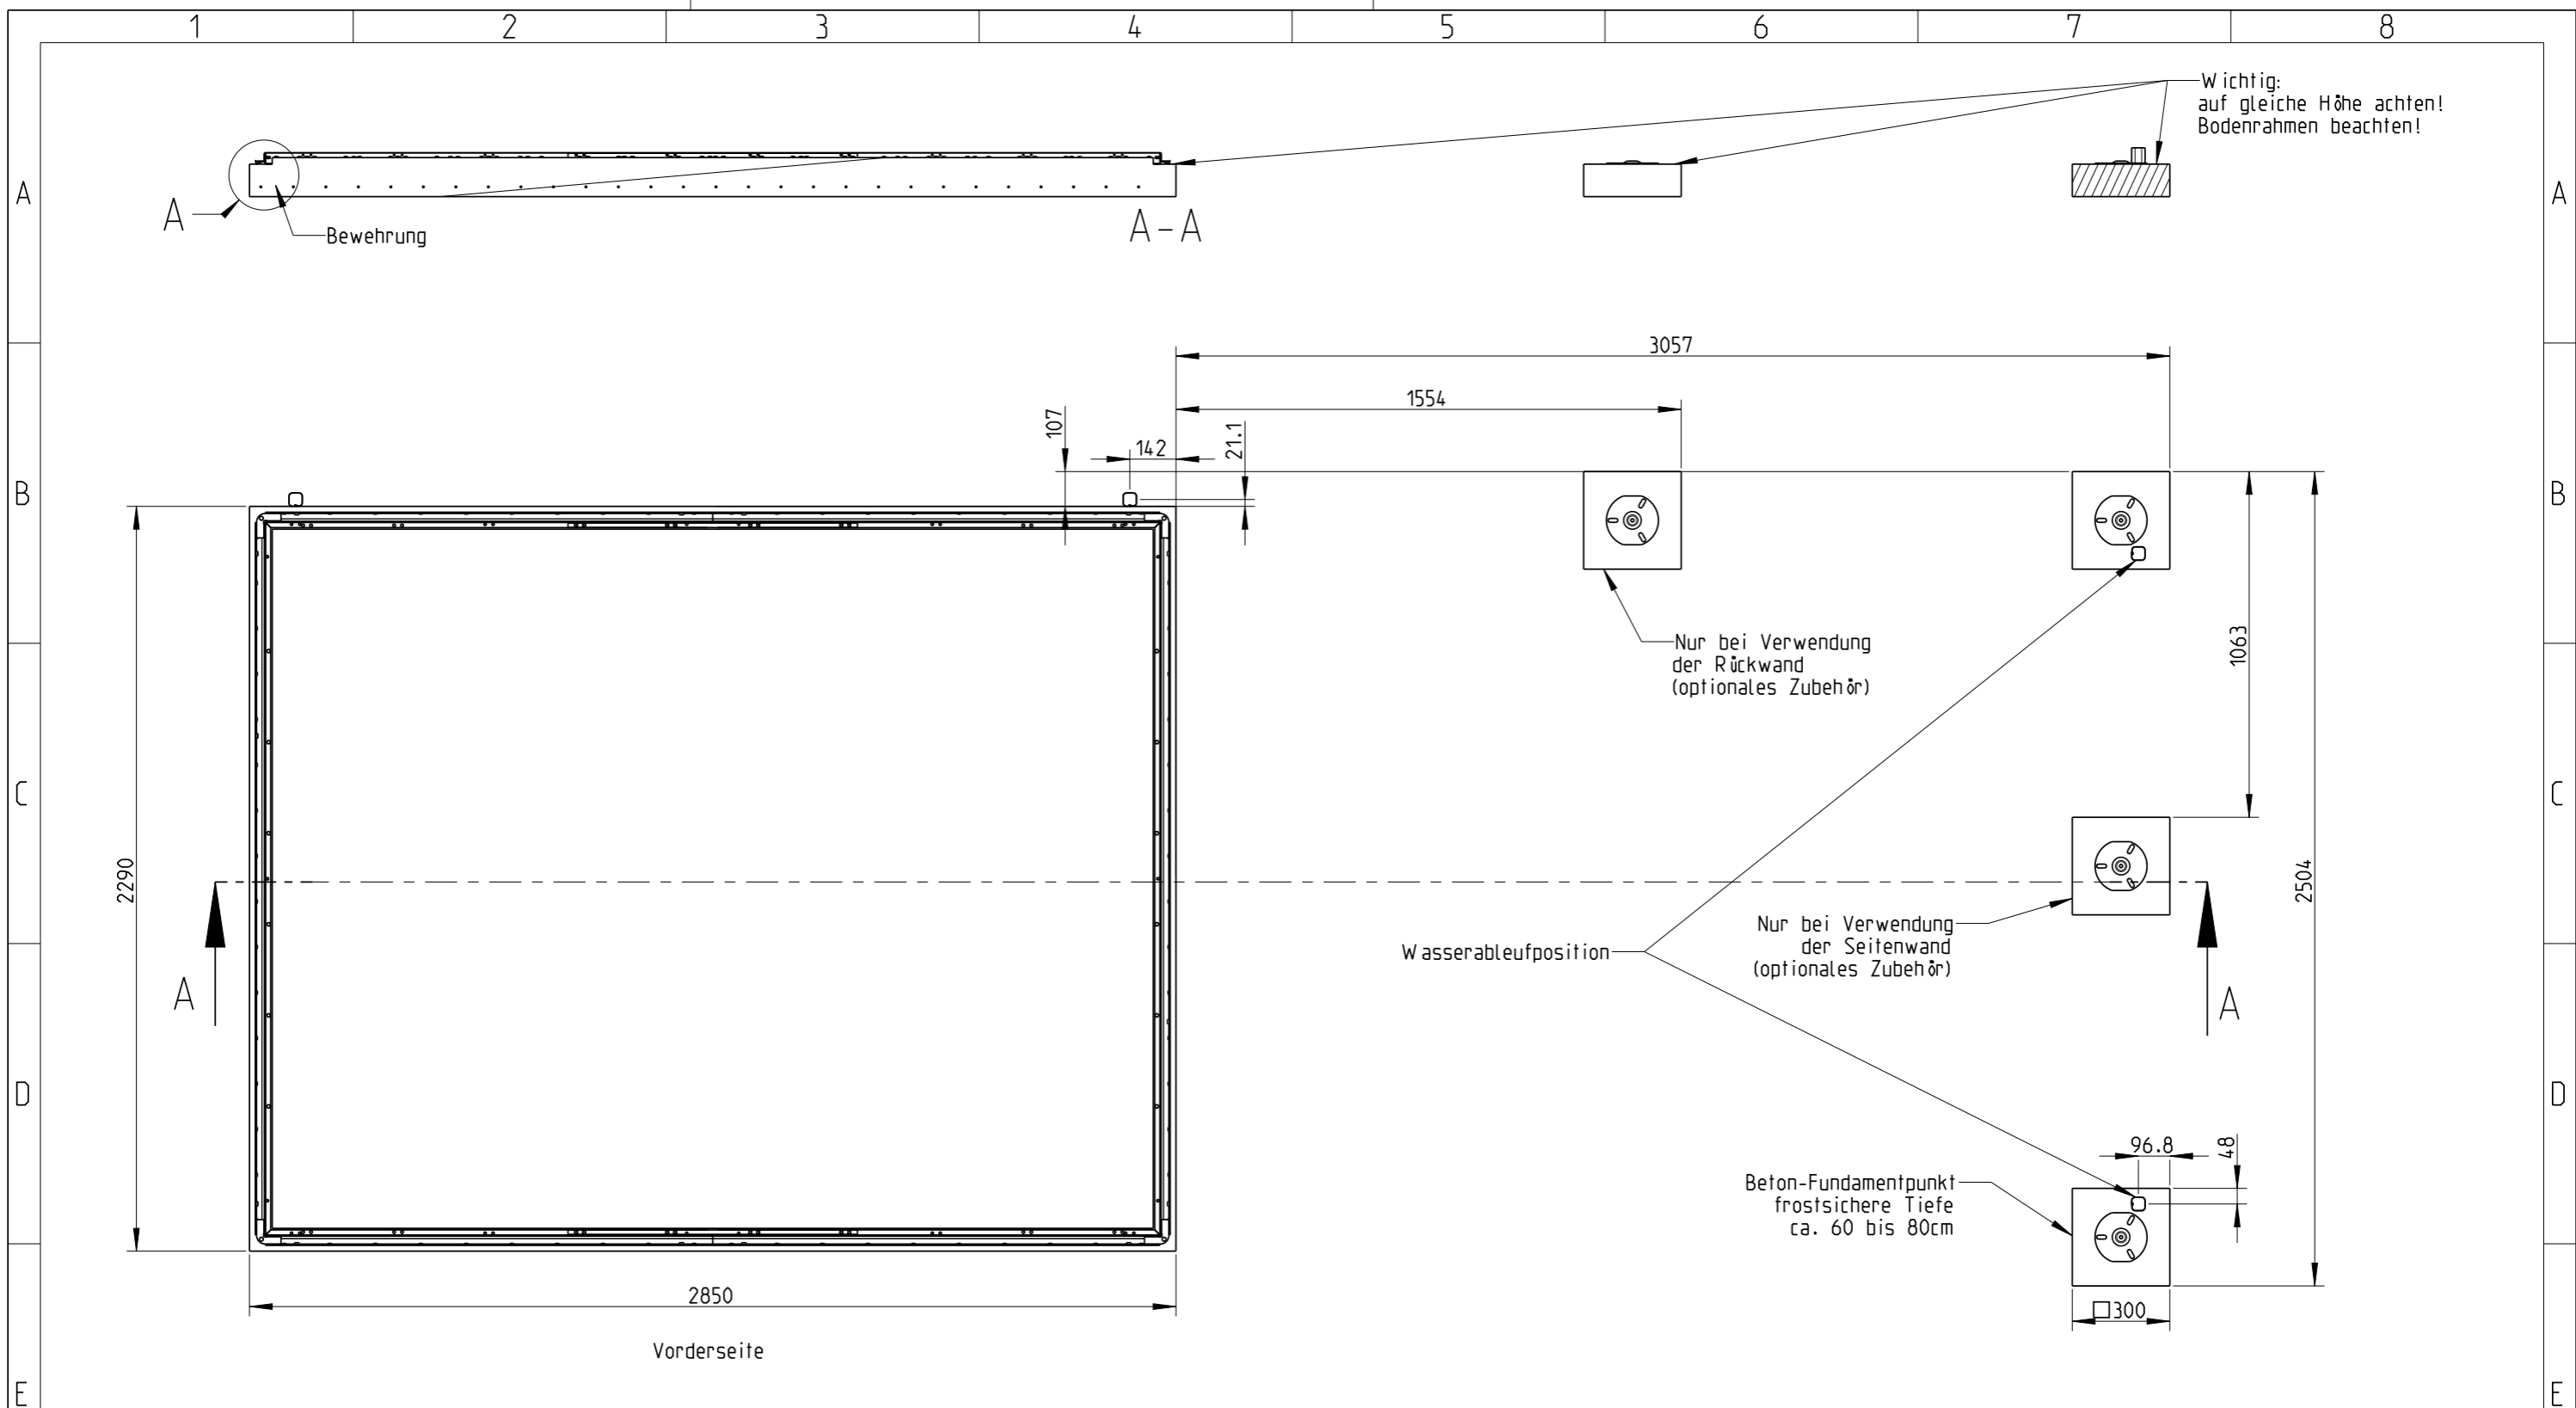 1 2 3 4 5 6 7 8
Wichtig:
auf gleiche Höhe achten!
Bodenrahmen beachten!
A
A
A
Bewehrung
A-A
3057
1554
107
142
21.1
B
B
Nur bei Verwendung
der Rückwand
(optionales Zubehör)
1063
C
C
2290
2504
Nur bei Verwendung
der Seitenwand
(optionales Zubehör)
Wasserableufposition
A
A
D
D
96.8
48
Beton-Fundamentpunkt
frostsichere Tiefe
ca. 60 bis 80cm
2850
□300
Vorderseite
E
E